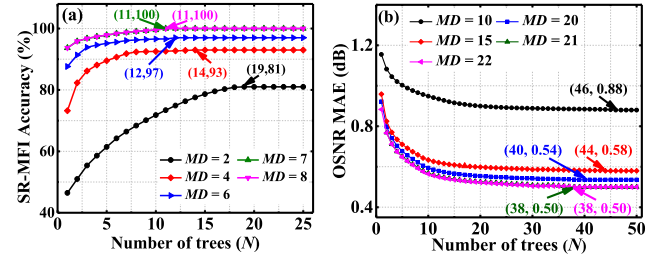 (a)
(11,100) (11,100)
(12,97)
(14,93)
(19,81)
MD = 2
MD = 4
MD = 6
MD = 7
MD = 8
SR-MFI Accuracy (%)
100
80
60
40
0 5 10 15 20 25
Number of trees (N)
(b)
MD = 10
MD = 15
MD = 22
MD = 20
MD = 21
(46, 0.88)
(40, 0.54)
(44, 0.58)
(38, 0.50)
(38, 0.50)
OSNR MAE (dB)
1.2
0.8
0.4
0 10 20 30 40 50
Number of trees (N)